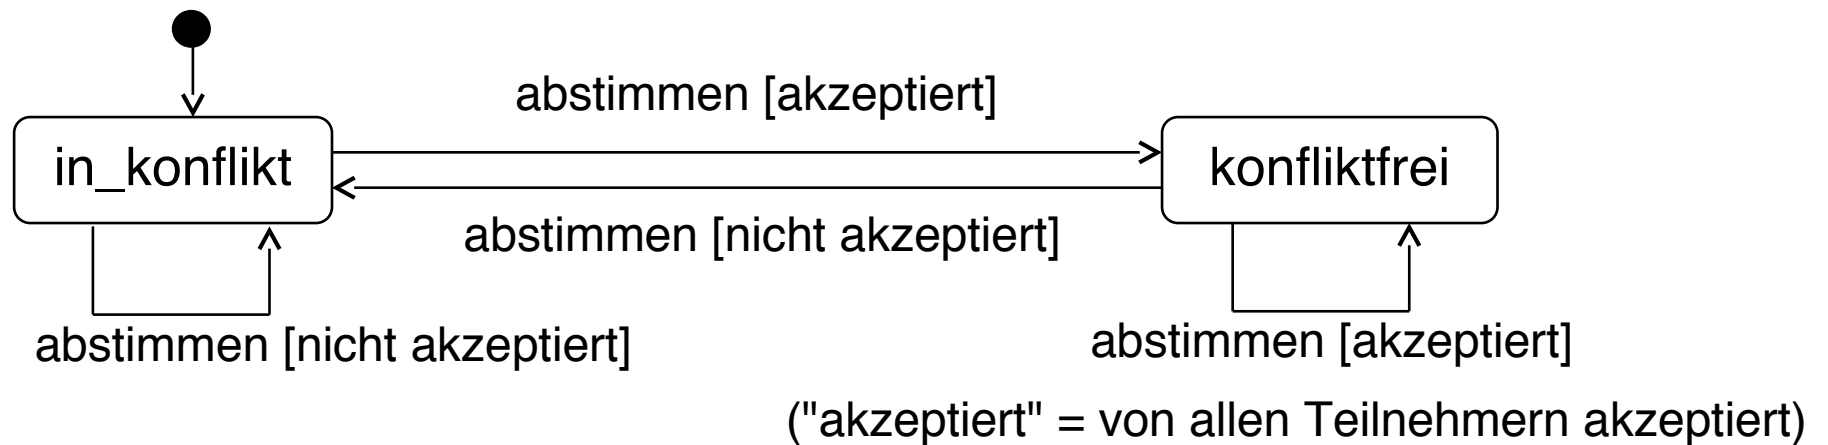 abstimmen [akzeptiert]
in_konflikt
konfliktfrei
abstimmen [nicht akzeptiert]
abstimmen [nicht akzeptiert]
abstimmen [akzeptiert]
("akzeptiert" = von allen Teilnehmern akzeptiert)